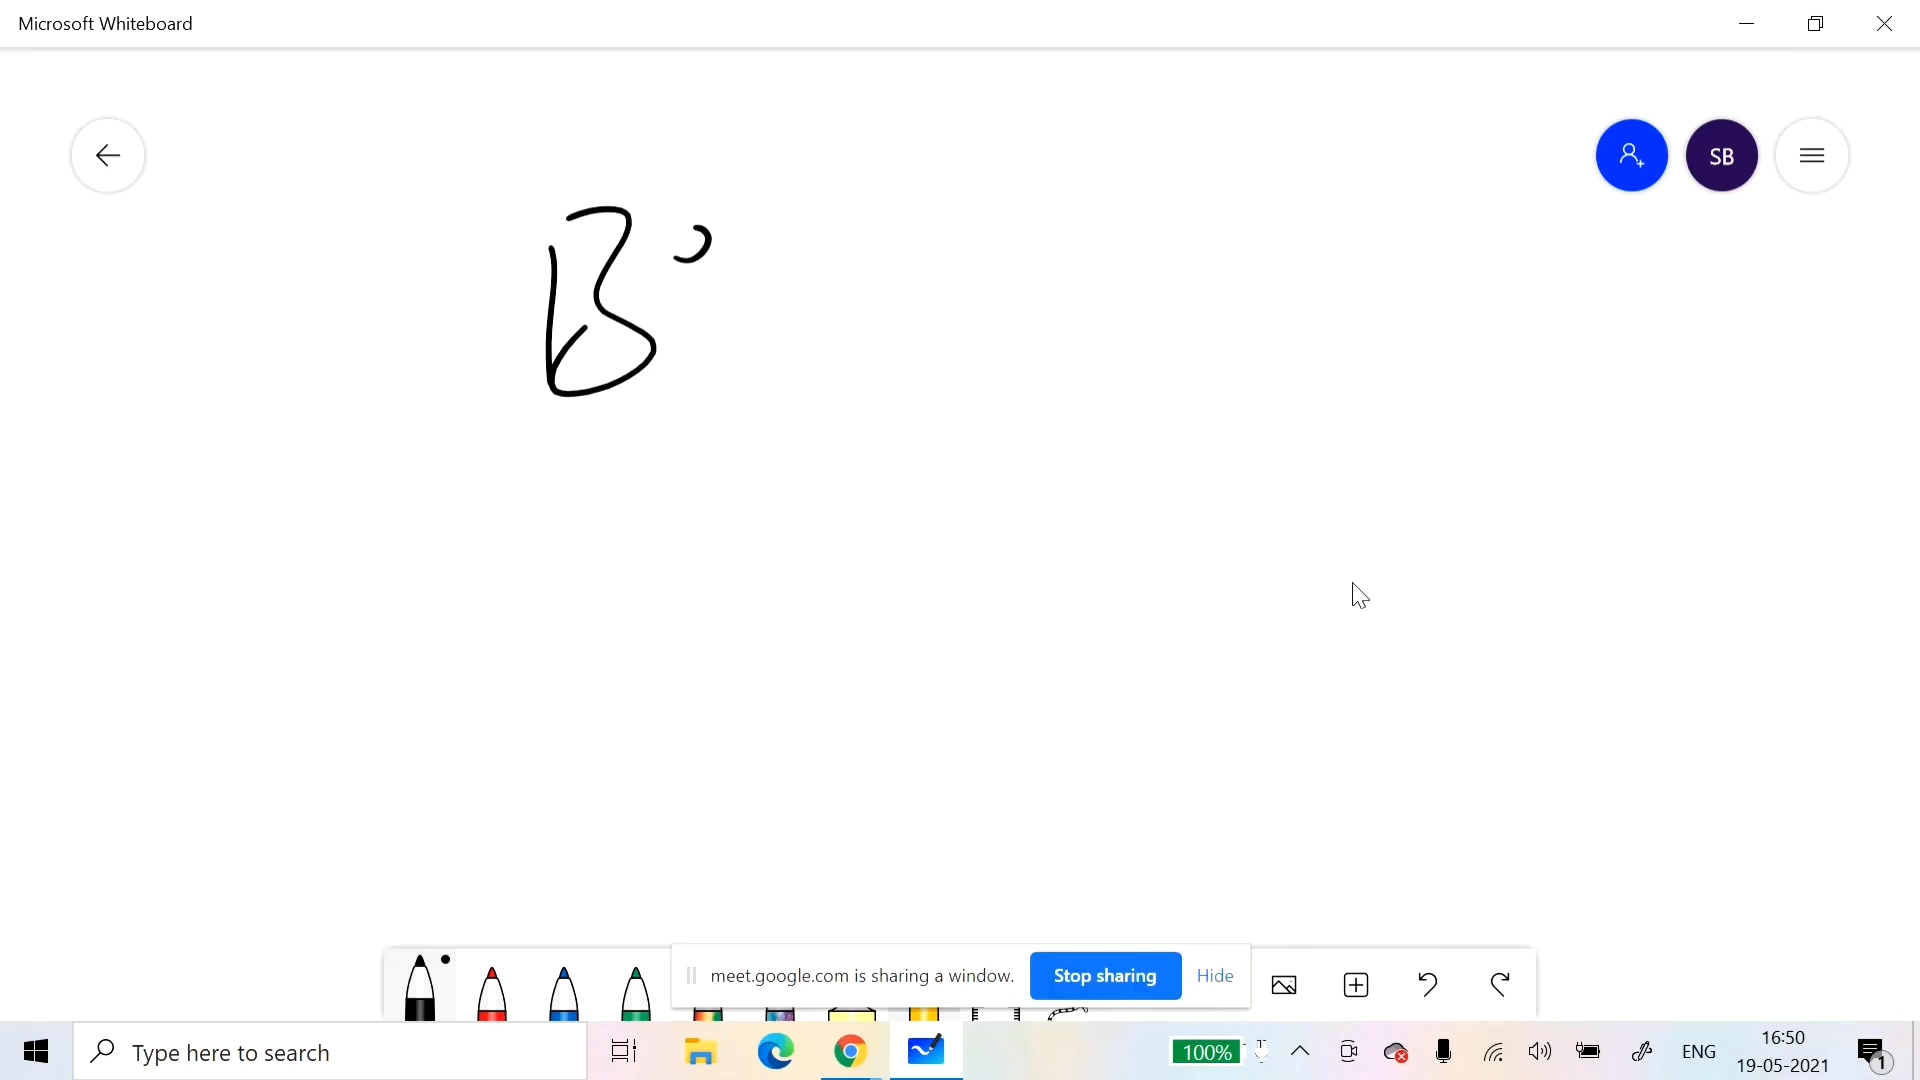 Microsoft Whiteboard
SB
B
meet.google.com is sharing a window.
Stop sharing
Hide
Type here to search
100%
ENG
16:50
19-05-2021
1